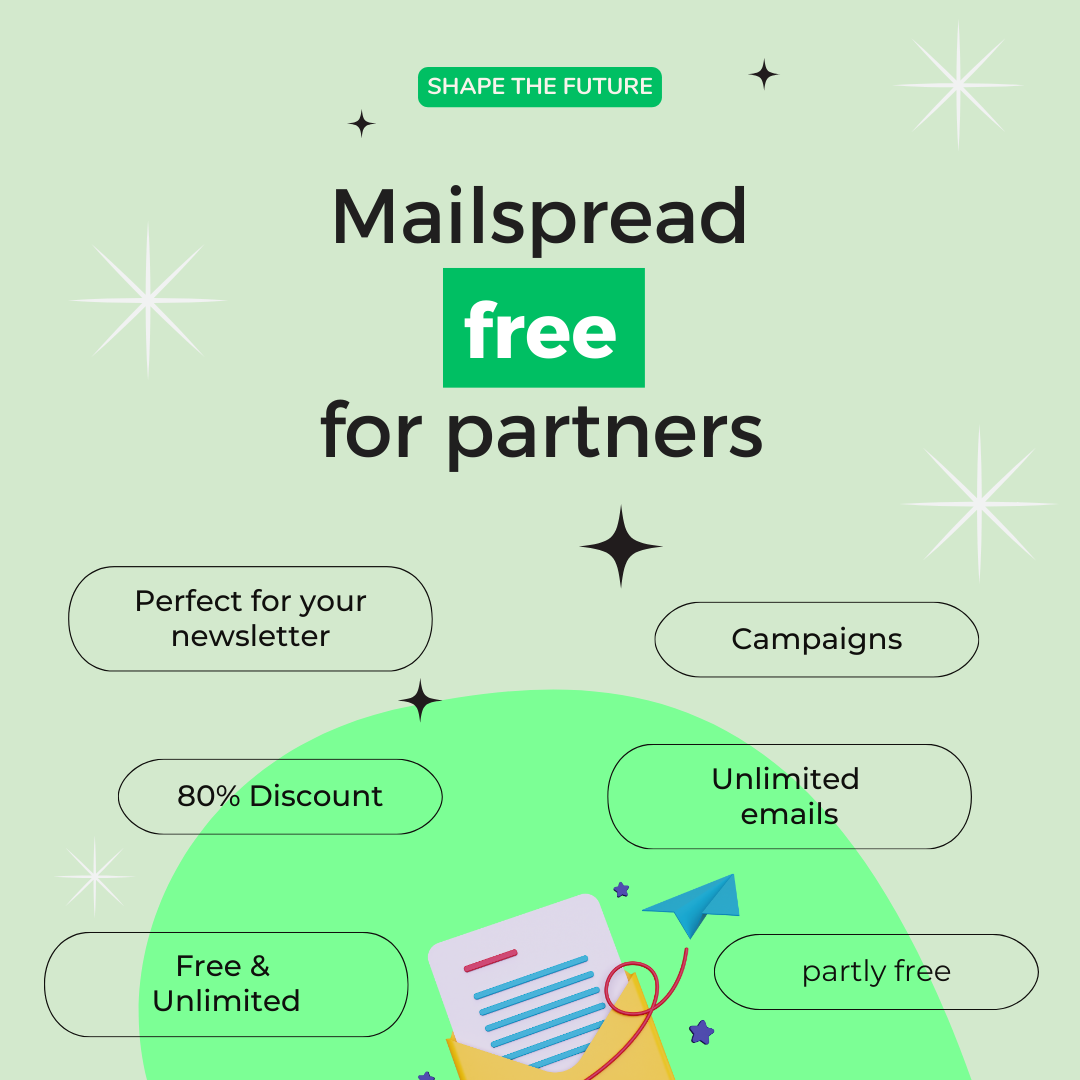 SHAPE THE FUTURE
Mailspread
free
for partners
Perfect for your
newsletter
Campaigns
80% Discount
Unlimited
emails
Free &
Unlimited
partly free